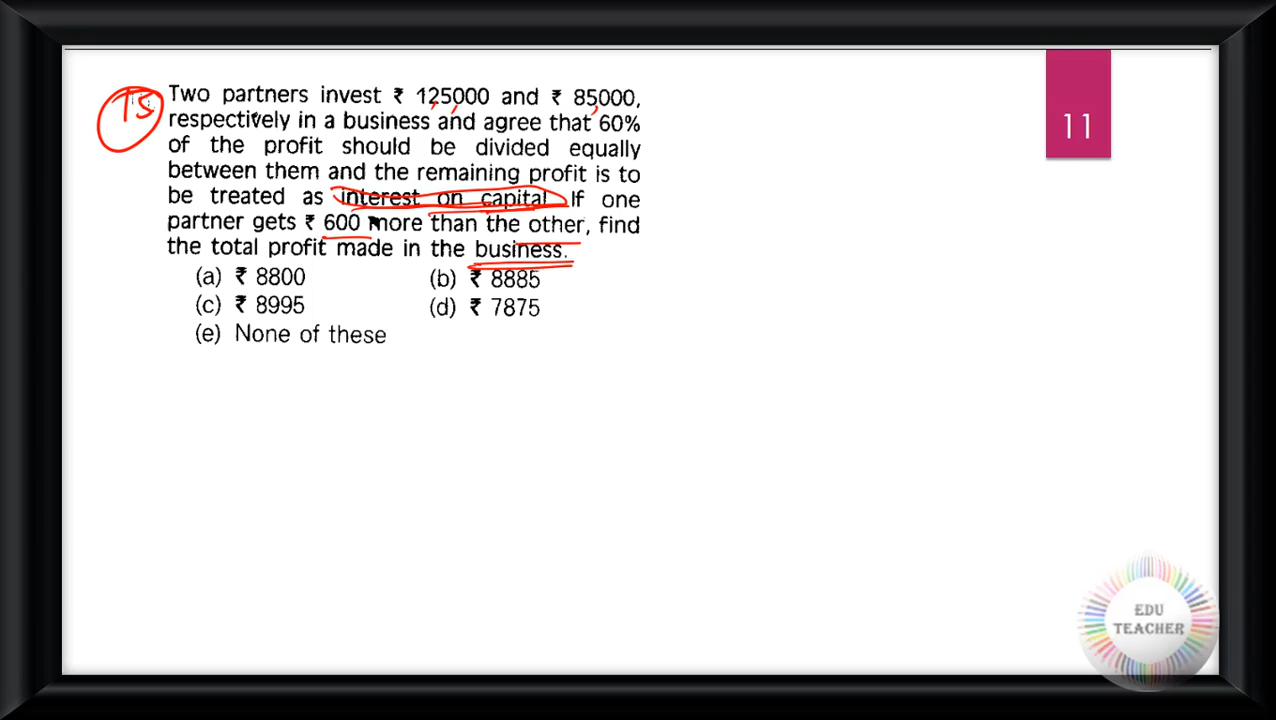 15
Two partners invest ₹ 125000 and ₹ 85000,
respectively in a business and agree that 60%
of the profit should be divided equally
between them and the remaining profit is to
be treated as interest on capital. If one
partner gets ₹ 600 more than the other, find
the total profit made in the business.
(a) ₹ 8800 (b) ₹ 8885
(c) ₹ 8995 (d) ₹ 7875
(e) None of these
11
EDU
TEACHER